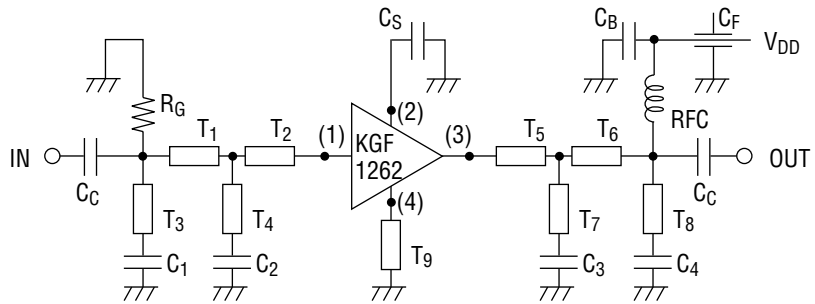 C_S
C_B
C_F
V_DD
R_G
(2)
RFC
T_1
T_2
(1)
KGF
1262
(3)
T_5
T_6
IN
OUT
C_C
C_C
T_3
T_4
(4)
T_7
T_8
T_9
C_1
C_2
C_3
C_4